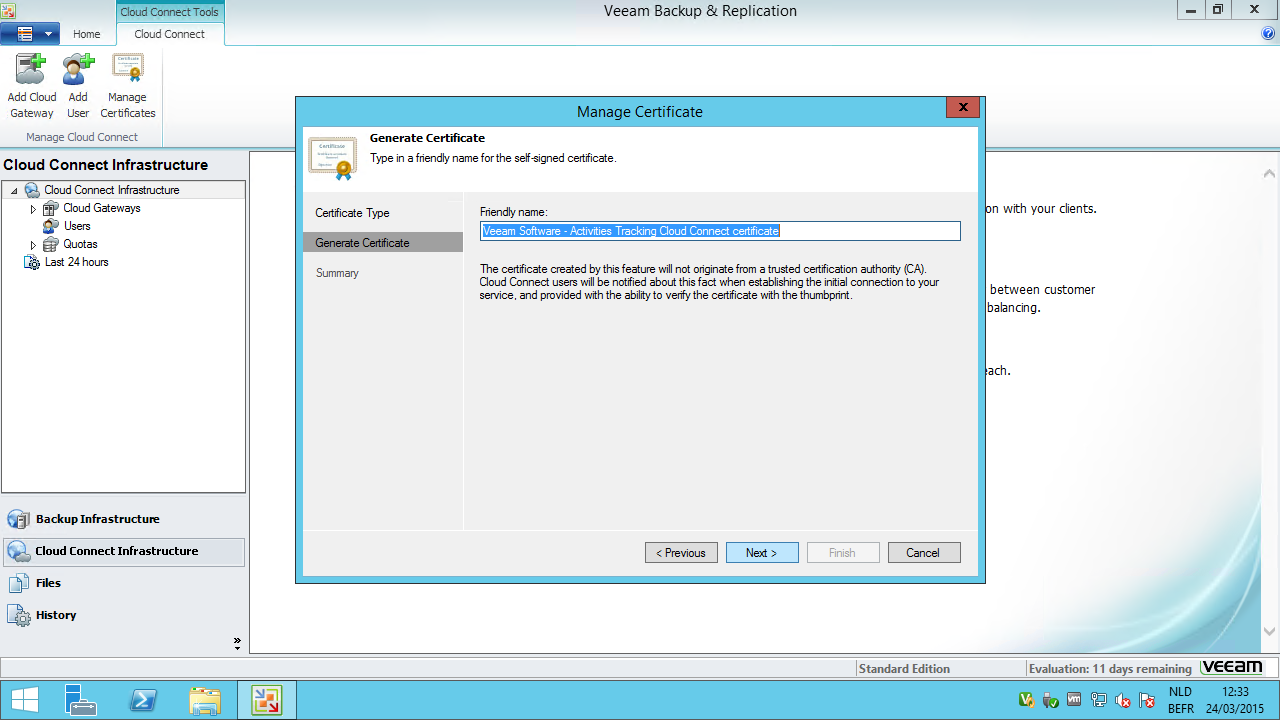 Cloud Connect Tools
Veeam Backup & Replication
Home
Cloud Connect
Add Cloud Gateway
Add User
Manage Certificates
Manage Cloud Connect
Cloud Connect Infrastructure
Cloud Connect Infrastructure
Cloud Gateways
Users
Quotas
Last 24 hours
Backup Infrastructure
Cloud Connect Infrastructure
Files
History
Manage Certificate
Certificate
Generate Certificate
Type in a friendly name for the self-signed certificate.
Certificate Type
Generate Certificate
Summary
Friendly name:
Veeam Software - Activities Tracking Cloud Connect certificate
The certificate created by this feature will not originate from a trusted certification authority (CA).
Cloud Connect users will be notified about this fact when establishing the initial connection to your
service, and provided with the ability to verify the certificate with the thumbprint.
< Previous
Next >
Finish
Cancel
on with your clients.
between customer
balancing.
each.
Standard Edition
Evaluation: 11 days remaining
veeam
NLD
BEFR
12:33
24/03/2015